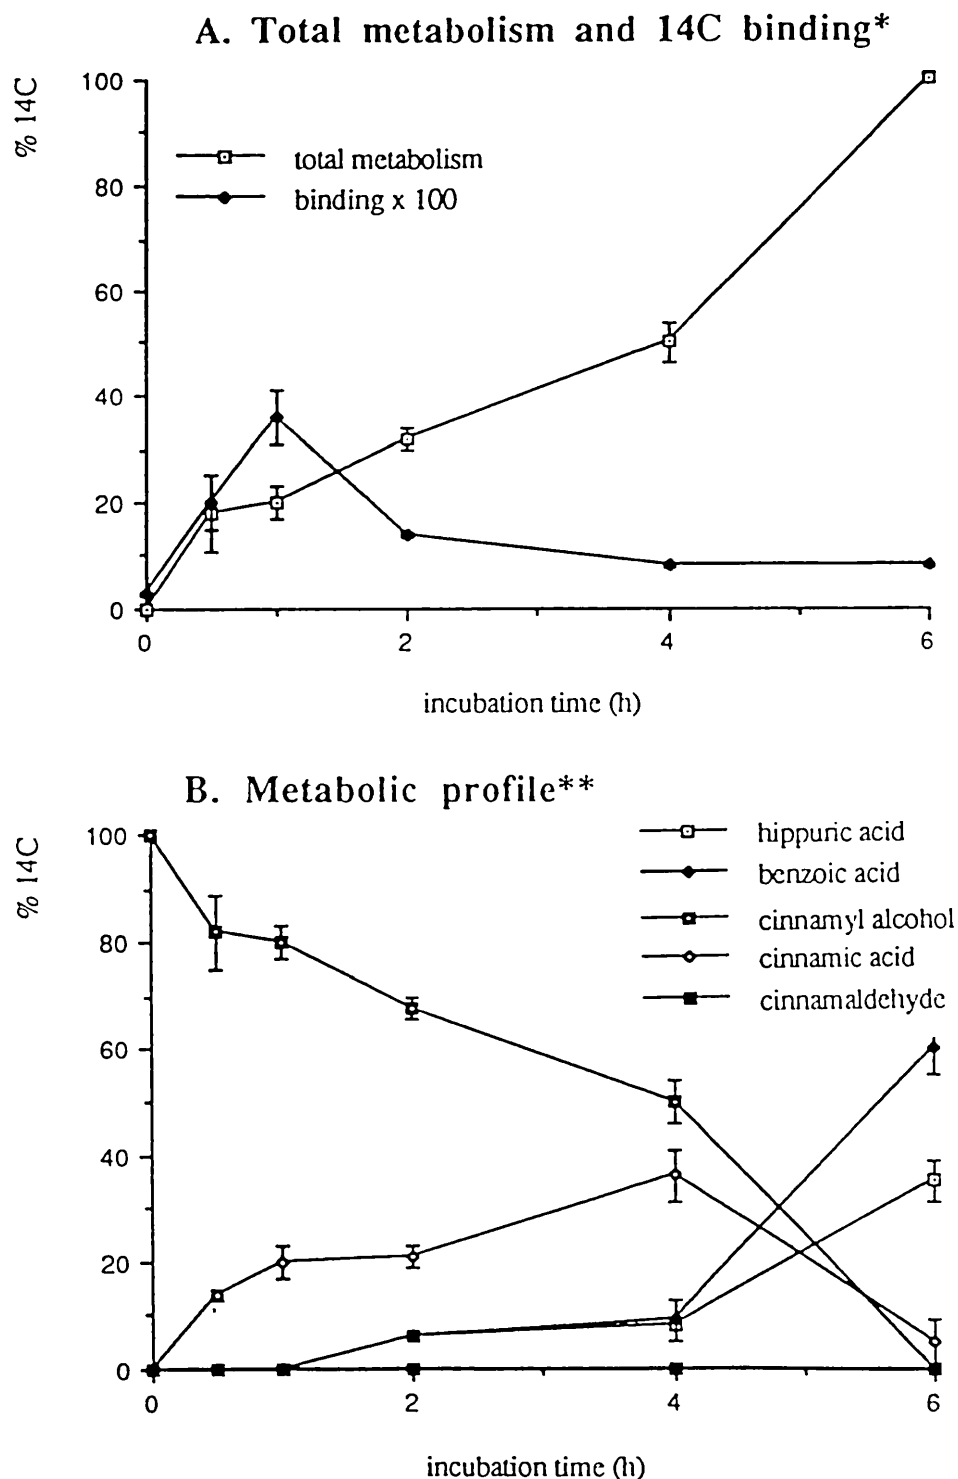 A. Total metabolism and 14C binding*
% 14C
100
80
60
40
20
0
total metabolism
binding x 100
0 2 4 6
incubation time (h)
B. Metabolic profile**
% 14C
100
80
60
40
20
0
hippuric acid
benzoic acid
cinnamyl alcohol
cinnamic acid
cinnamaldehyde
0 2 4 6
incubation time (h)